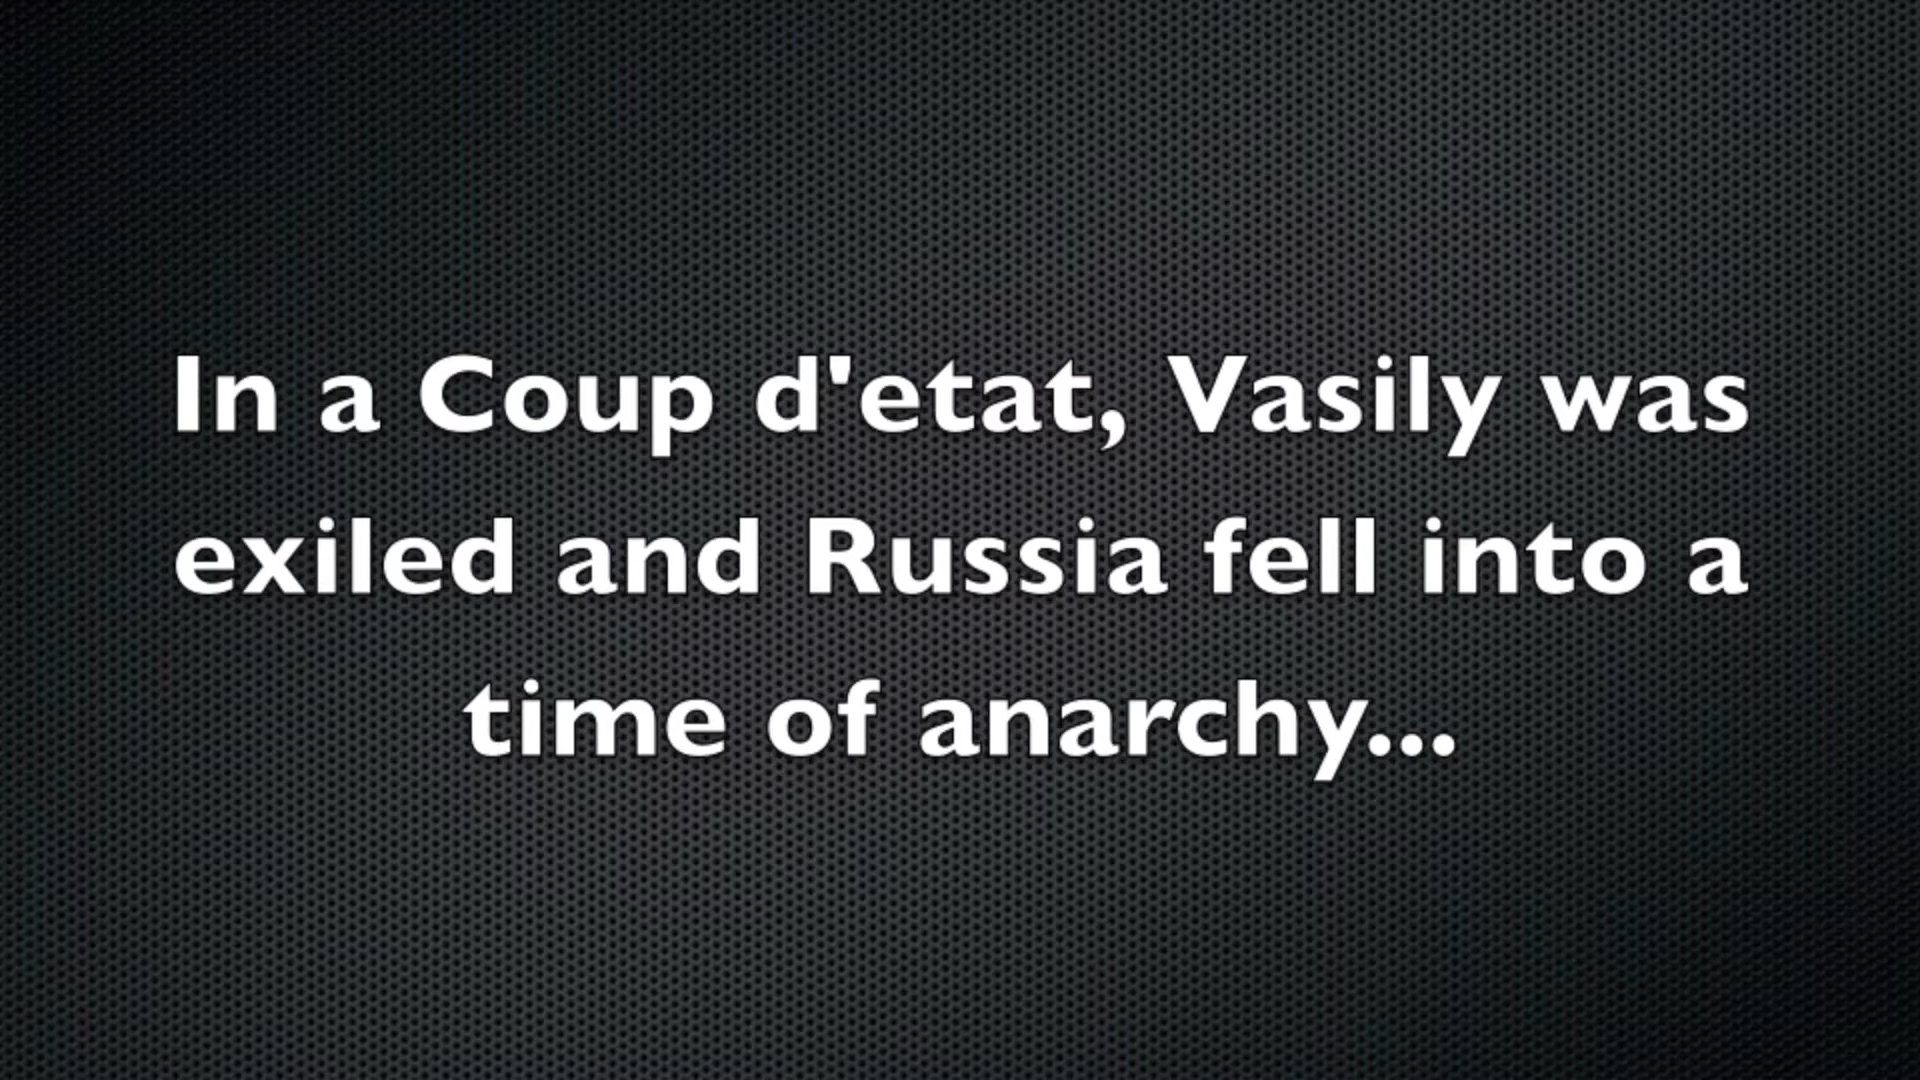 In a Coup d'etat, Vasily was
exiled and Russia fell into a
time of anarchy...